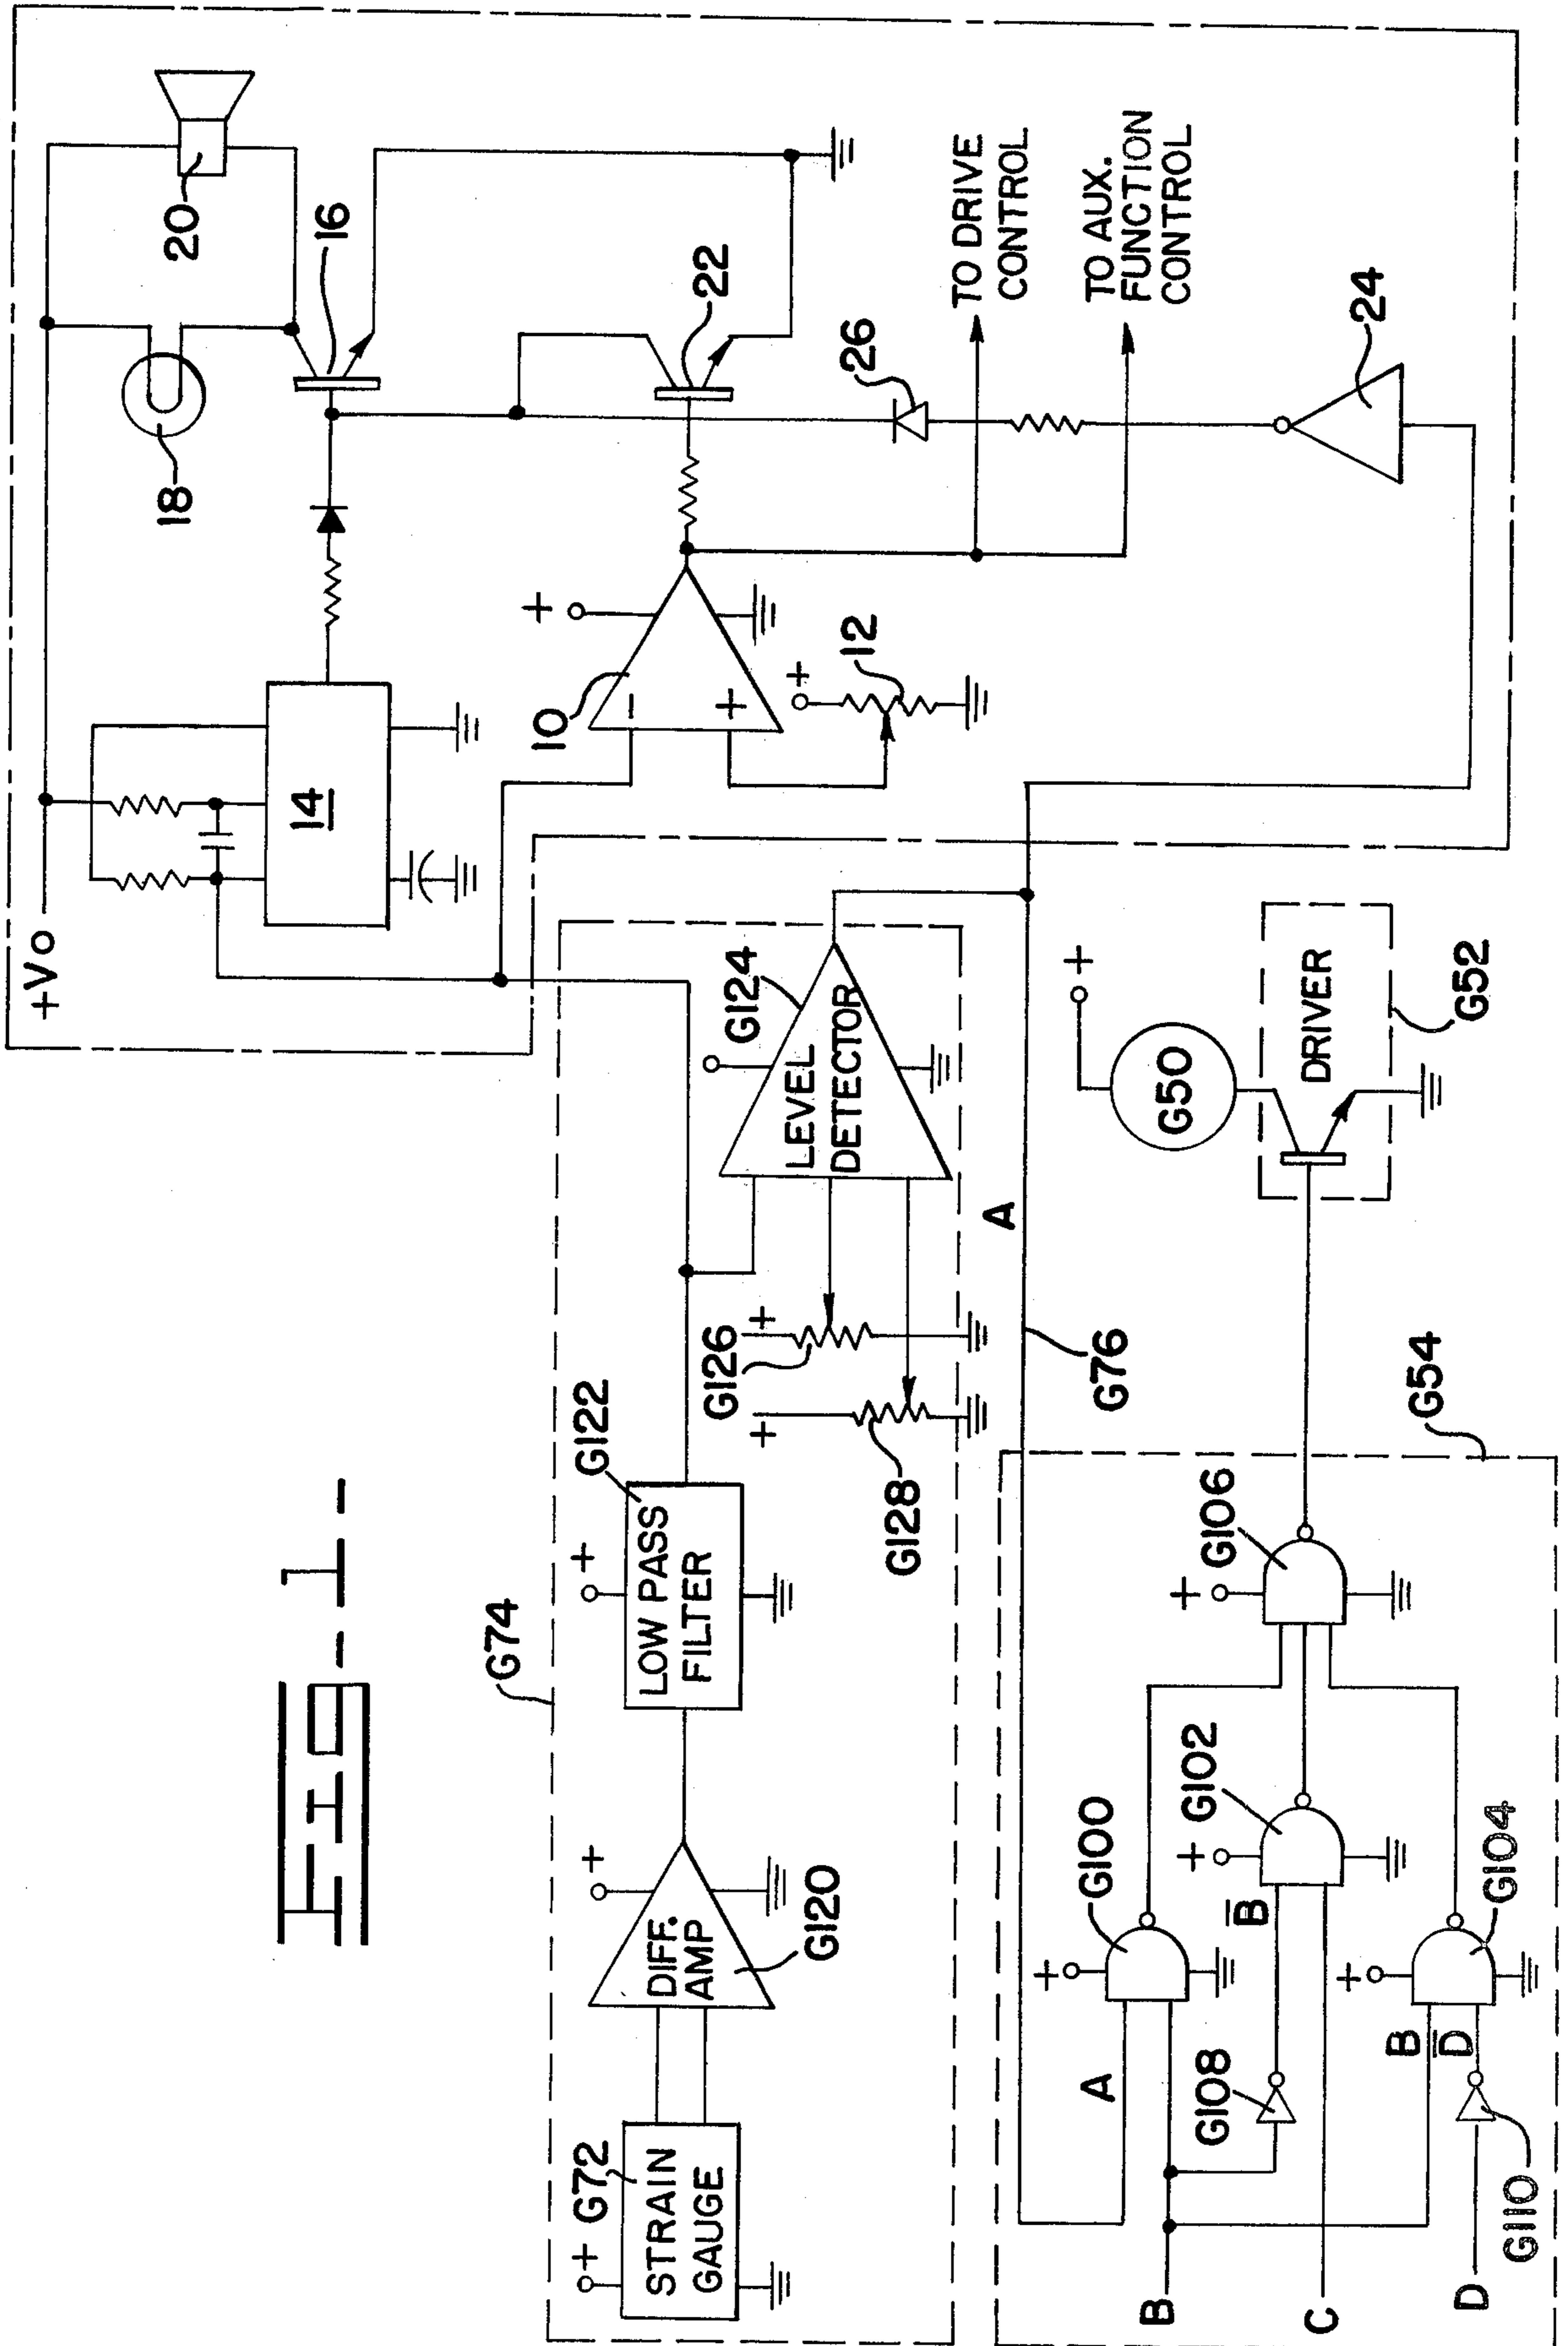 FIG-1-
+Vo
20
18
16
14
22
10
12
26
24
TO DRIVE
CONTROL
TO AUX.
FUNCTION
CONTROL
+
-
+
+
G74
G72
+
STRAIN
GAUGE
+
DIFF.
AMP
G120
G122
+
LOW PASS
FILTER
G124
LEVEL
DETECTOR
G126
+
G128
+
A
G76
+
G50
DRIVER
G52
G54
G106
+
G100
+
A
G102
+
B
G108
G104
+
B
D
G110
B
C
D